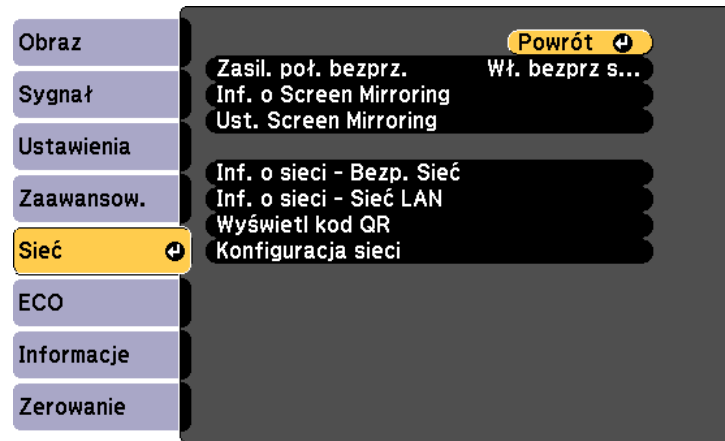 Obraz
Sygnał
Ustawienia
Zaawansow.
Sieć
ECO
Informacje
Zerowanie
Powrót
Zasil. poł. bezprz. Wł. bezprz s...
Inf. o Screen Mirroring
Ust. Screen Mirroring
Inf. o sieci - Bezp. Sieć
Inf. o sieci - Sieć LAN
Wyświetl kod QR
Konfiguracja sieci